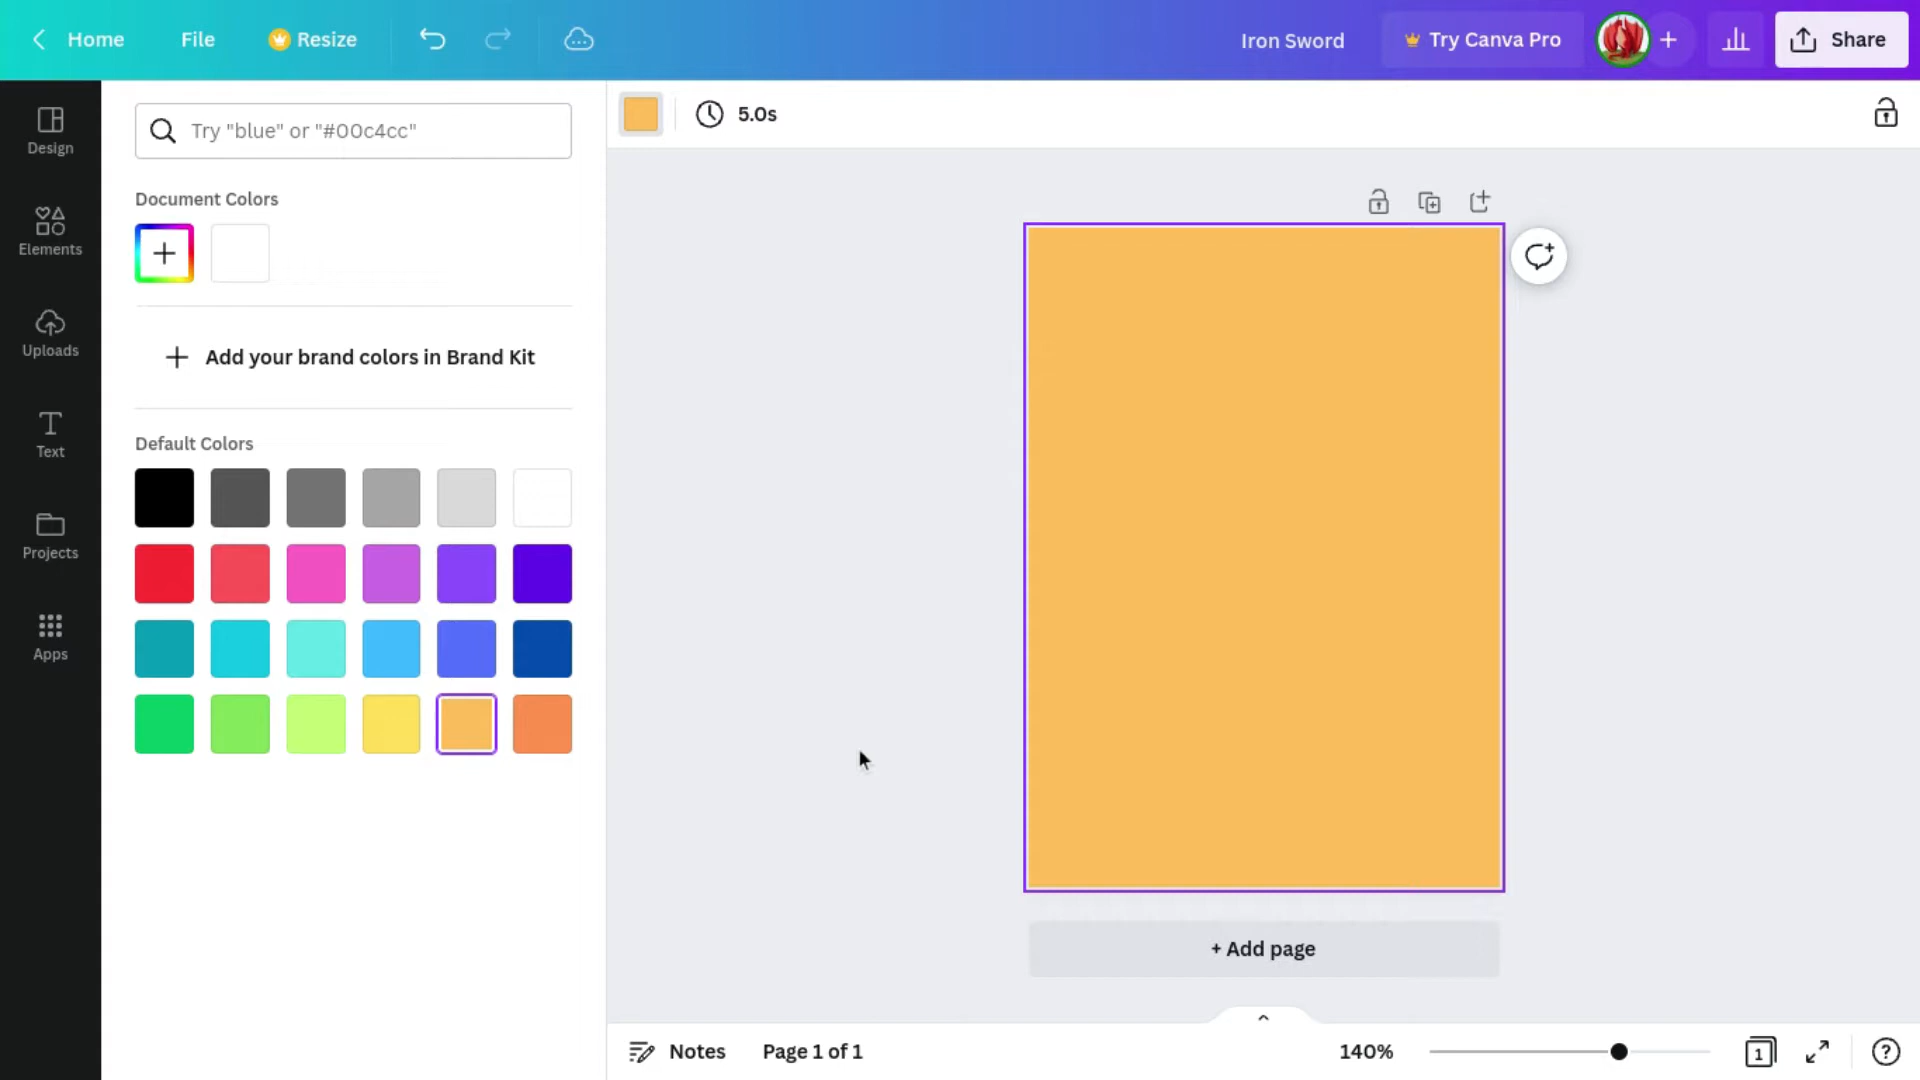 Home File Resize Iron Sword Try Canva Pro Share
Design
Elements
Uploads
Text
Projects
Apps
Try "blue" or "#00c4cc"
Document Colors
Add your brand colors in Brand Kit
Default Colors
5.0s
+ Add page
Notes Page 1 of 1 140% 1 ?